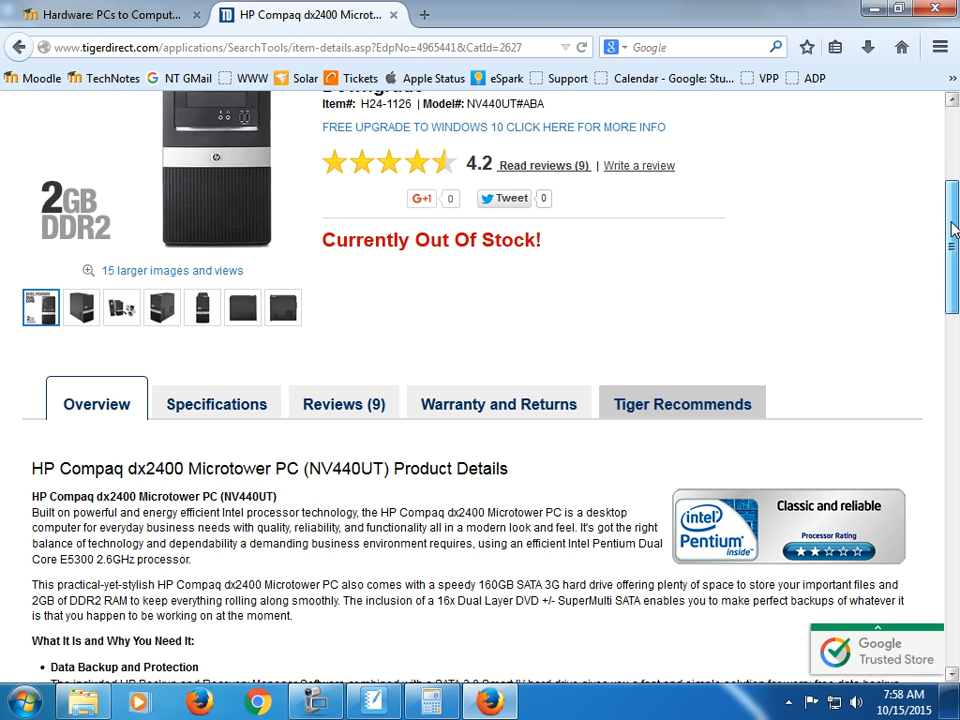 Hardware: PCs to Comput...
HP Compaq dx2400 Microt...
www.tigerdirect.com/applications/SearchTools/item-details.asp?EdpNo=4965441&CatId=2627
Google
Moodle TechNotes NT GMail WWW Solar Tickets Apple Status eSpark Support Calendar - Google: Stu... VPP ADP
Item#: H24-1126 | Model#: NV440UT#ABA
FREE UPGRADE TO WINDOWS 10 CLICK HERE FOR MORE INFO
4.2 Read reviews (9) | Write a review
G+1 0 Tweet 0
Currently Out Of Stock!
2GB
DDR2
hp
15 larger images and views
Overview Specifications Reviews (9) Warranty and Returns Tiger Recommends
HP Compaq dx2400 Microtower PC (NV440UT) Product Details
HP Compaq dx2400 Microtower PC (NV440UT)
Built on powerful and energy efficient Intel processor technology, the HP Compaq dx2400 Microtower PC is a desktop
computer for everyday business needs with quality, reliability, and functionality all in a modern look and feel. It's got the right
balance of technology and dependability a demanding business environment requires, using an efficient Intel Pentium Dual
Core E5300 2.6GHz processor.
intel
Pentium
inside
Classic and reliable
Processor Rating
This practical-yet-stylish HP Compaq dx2400 Microtower PC also comes with a speedy 160GB SATA 3G hard drive offering plenty of space to store your important files and
2GB of DDR2 RAM to keep everything rolling along smoothly. The inclusion of a 16x Dual Layer DVD +/- SuperMulti SATA enables you to make perfect backups of whatever it
is that you happen to be working on at the moment.
What It Is and Why You Need It:
• Data Backup and Protection
Google
Trusted Store
7:58 AM
10/15/2015